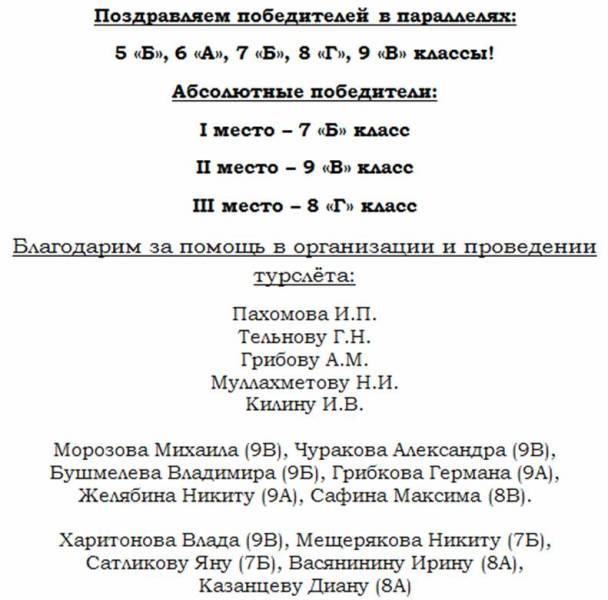 Поздравляем победителей в параллелях:
5 «Б», 6 «А», 7 «Б», 8 «Г», 9 «В» классы!
Абсолютные победители:
I место – 7 «Б» класс
II место – 9 «В» класс
III место – 8 «Г» класс
Благодарим за помощь в организации и проведении
турслёта:
Пахомова И.П.
Тельнову Г.Н.
Грибову А.М.
Муллахметову Н.И.
Килину И.В.
Морозова Михаила (9В), Чуракова Александра (9В),
Бушмелева Владимира (9Б), Грибкова Германа (9А),
Желябина Никиту (9А), Сафина Максима (8В).
Харитонова Влада (9В), Мещерякова Никиту (7Б),
Сатликову Яну (7Б), Васянинину Ирину (8А),
Казанцеву Диану (8А)